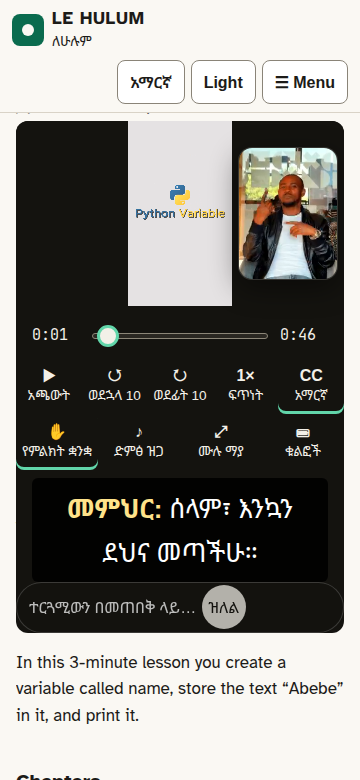 LE HULUM
ለሁሉም
አማርኛ
Light
☰ Menu
Python Variable
0:01
0:46
አጫውት
ወደኋላ 10
ወደፊት 10
1×
ፍጥነት
CC
አማርኛ
የምልክት ቋንቋ
ድምፅ ዝጋ
ሙሉ ማያ
ቁልፎች
መምህር: ሰላም፣ እንኳን
ደህና መጣችሁ።
ተርጓሚውን በመጠበቅ ላይ…
ዝለል
In this 3-minute lesson you create a
variable called name, store the text “Abebe”
in it, and print it.